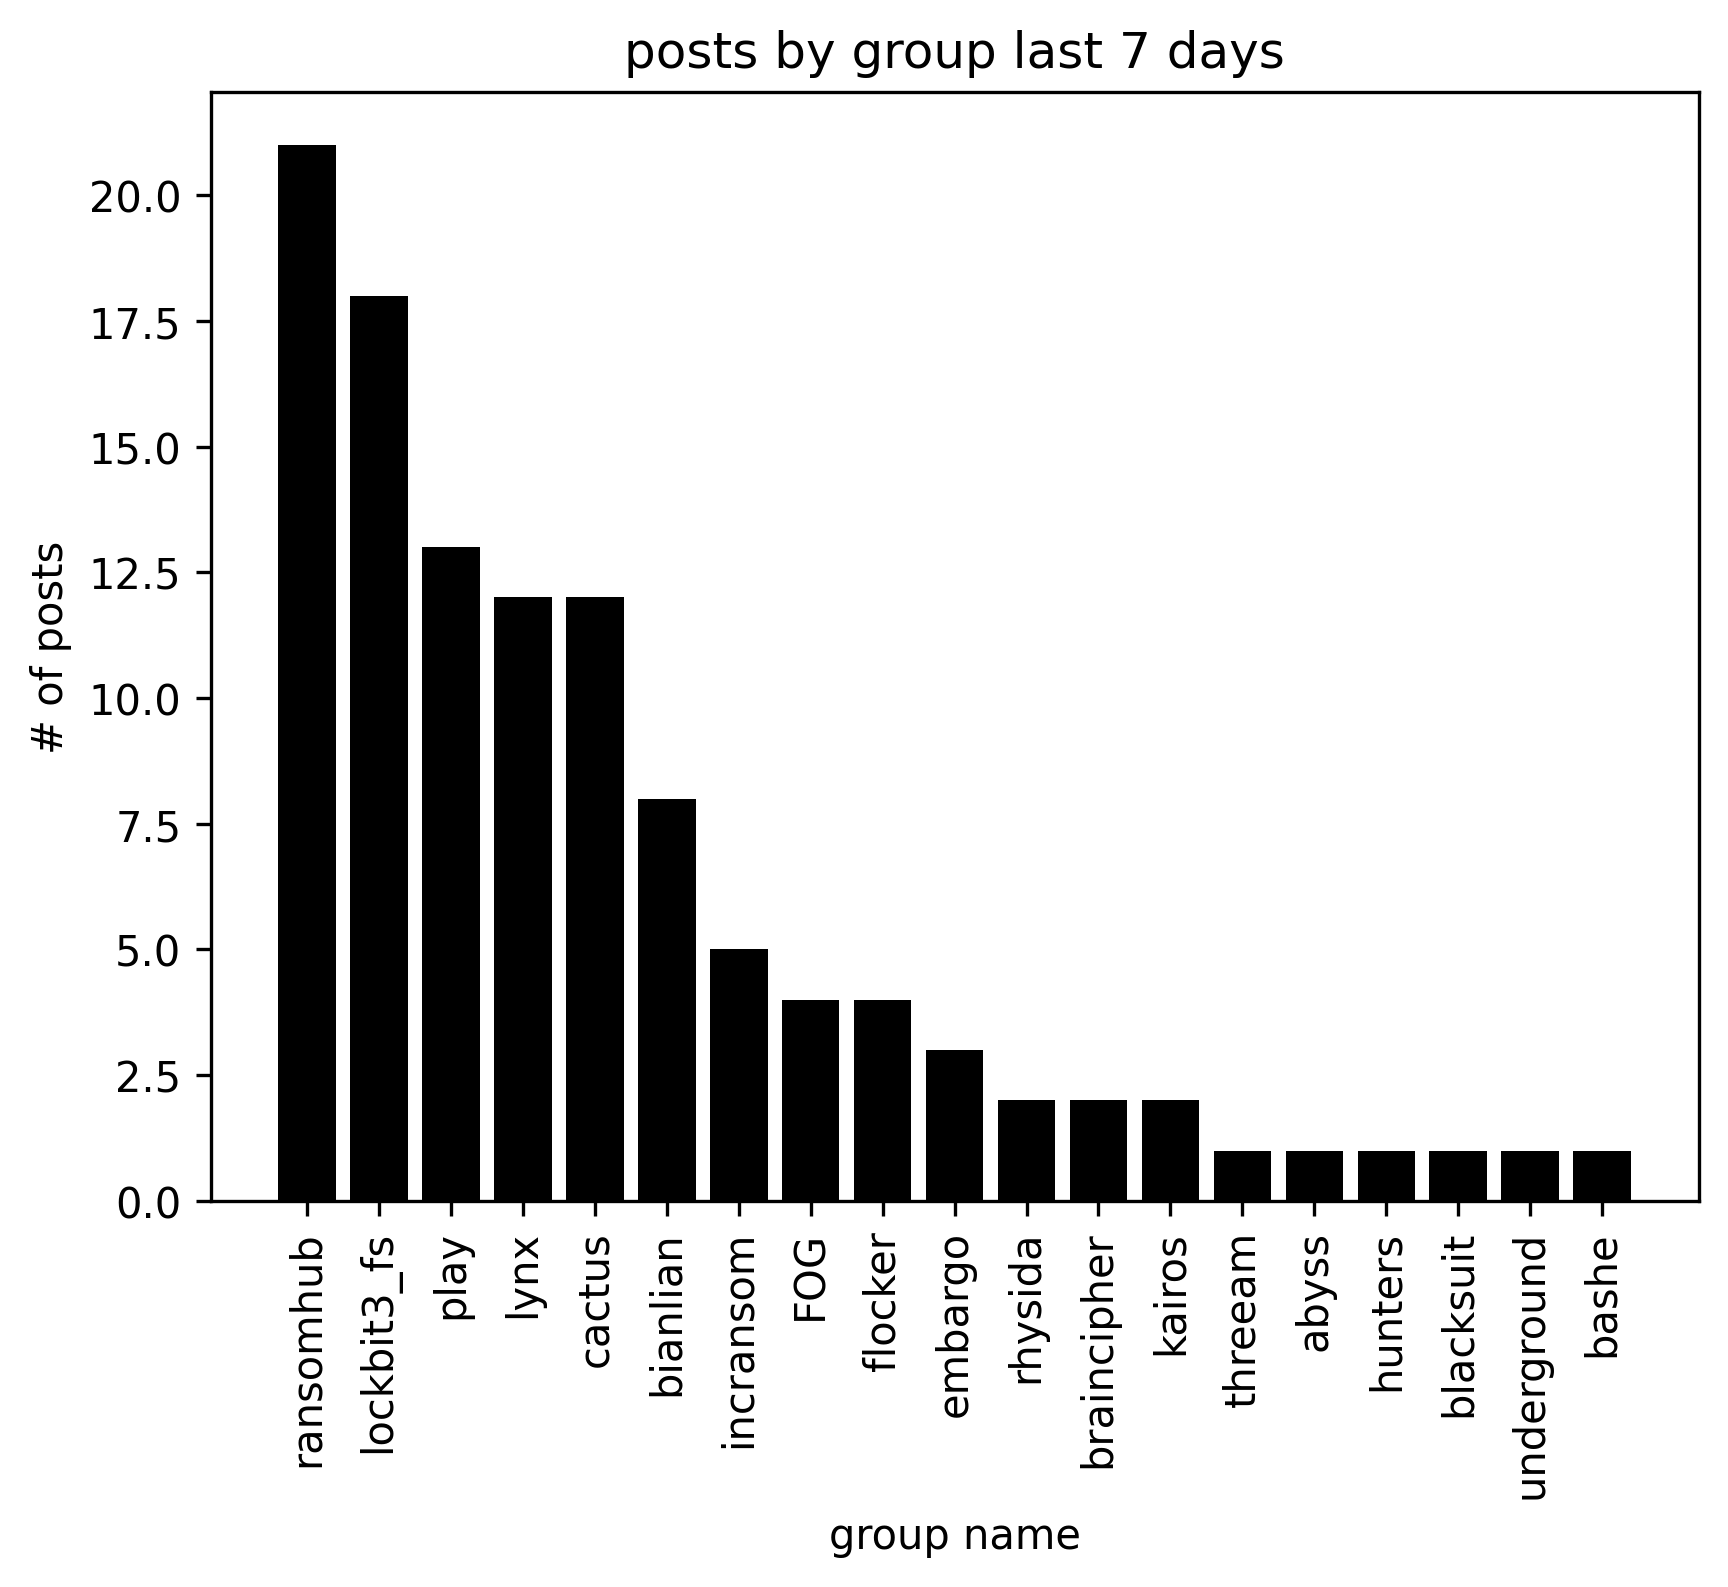 posts by group last 7 days
20.0
17.5
15.0
12.5
10.0
7.5
5.0
2.5
0.0
# of posts
ransomhub
lockbit3_fs
play
lynx
cactus
bianlian
incransom
FOG
flocker
embargo
rhysida
braincipher
kairos
threeam
abyss
hunters
blacksuit
underground
bashe
group name